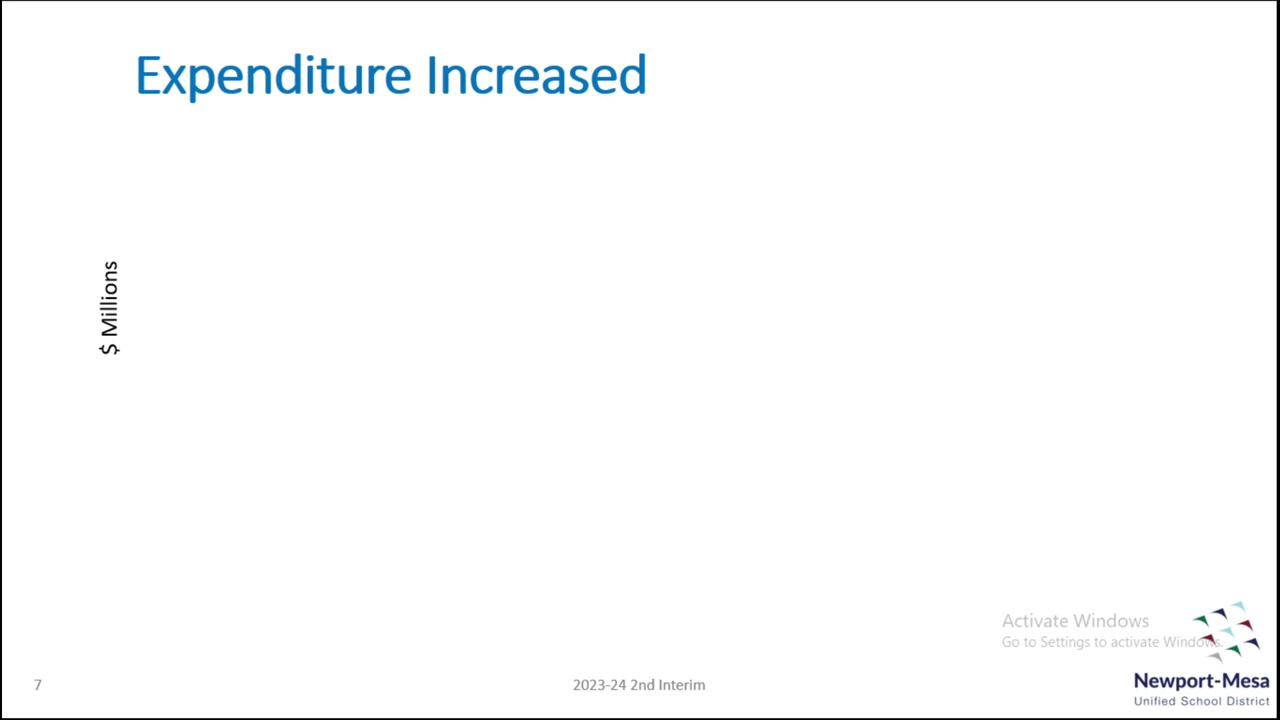 Expenditure Increased
$ Millions
Activate Windows
Go to Settings to activate Windows.
7
2023-24 2nd Interim
Newport-Mesa
Unified School District